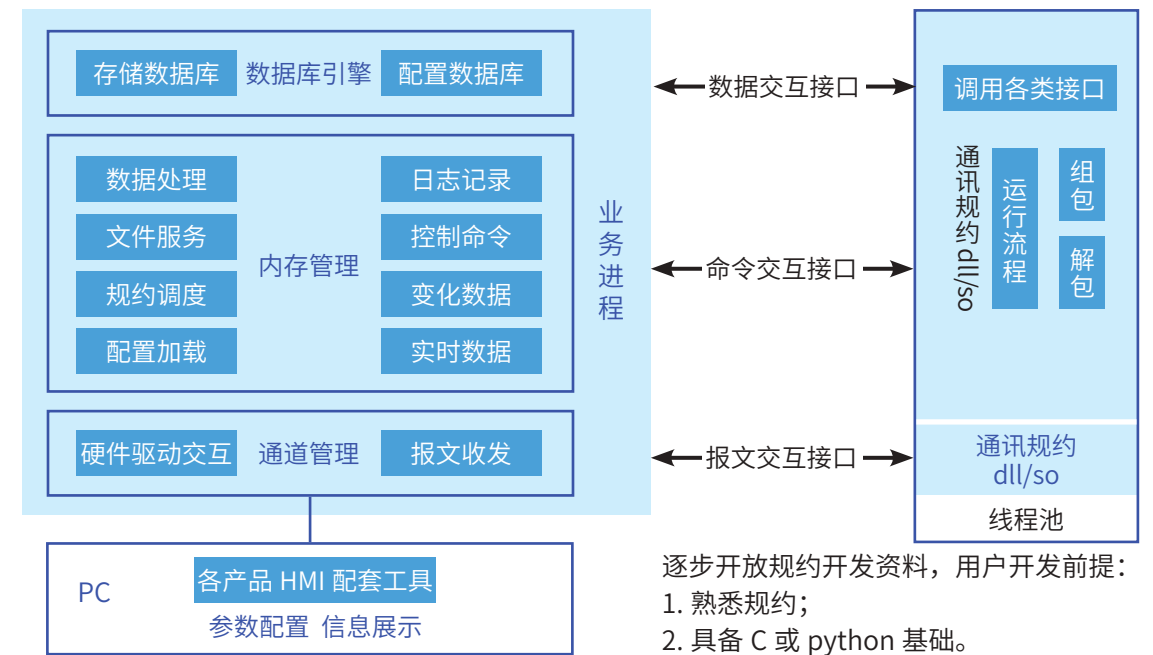 存储数据库 数据库引擎 配置数据库
数据处理
文件服务
规约调度
配置加载
内存管理
日志记录
控制命令
变化数据
实时数据
业务进程
硬件驱动交互 通道管理 报文收发
PC
各产品 HMI 配套工具
参数配置 信息展示
数据交互接口
命令交互接口
报文交互接口
调用各类接口
通讯规约 dll/so
运行流程
组包
解包
通讯规约
dll/so
线程池
逐步开放规约开发资料，用户开发前提：
1. 熟悉规约；
2. 具备 C 或 python 基础。